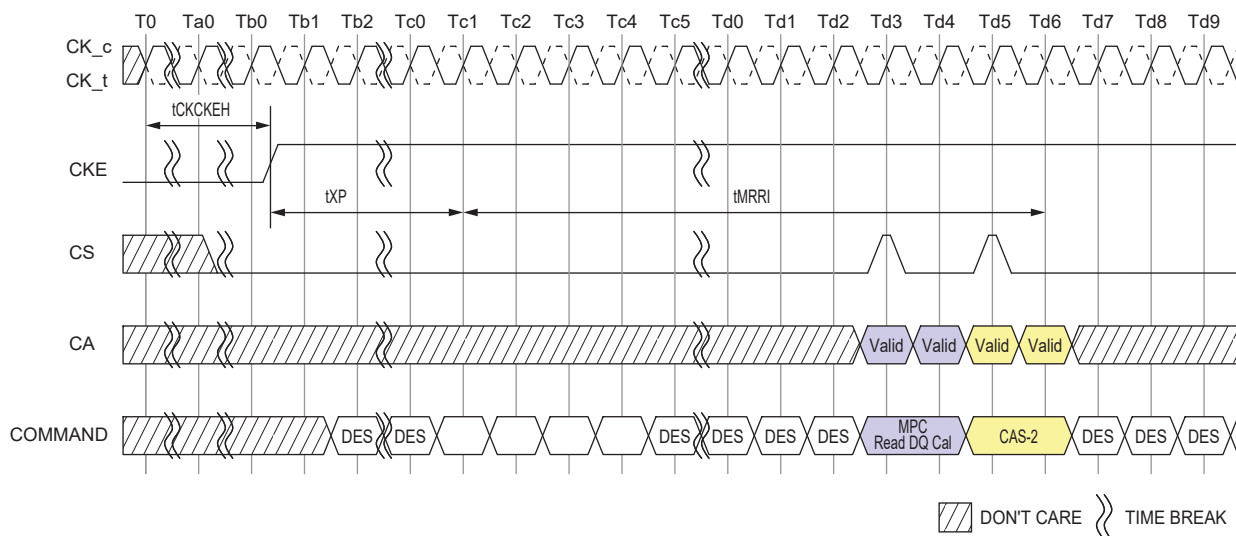 T0 Ta0 Tb0 Tb1 Tb2 Tc0 Tc1 Tc2 Tc3 Tc4 Tc5 Td0 Td1 Td2 Td3 Td4 Td5 Td6 Td7 Td8 Td9
CK_c
CK_t
tCKCKEH
CKE
tXP tMRRI
CS
CA Valid Valid Valid Valid
COMMAND DES DES DES DES DES DES MPC Read DQ Cal CAS-2 DES DES DES
DON'T CARE TIME BREAK